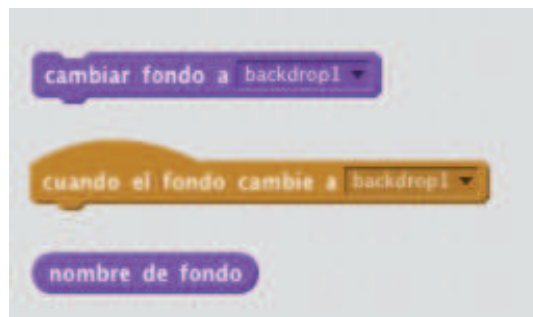 cambiar fondo a backdrop1
cuando el fondo cambie a backdrop1
nombre de fondo